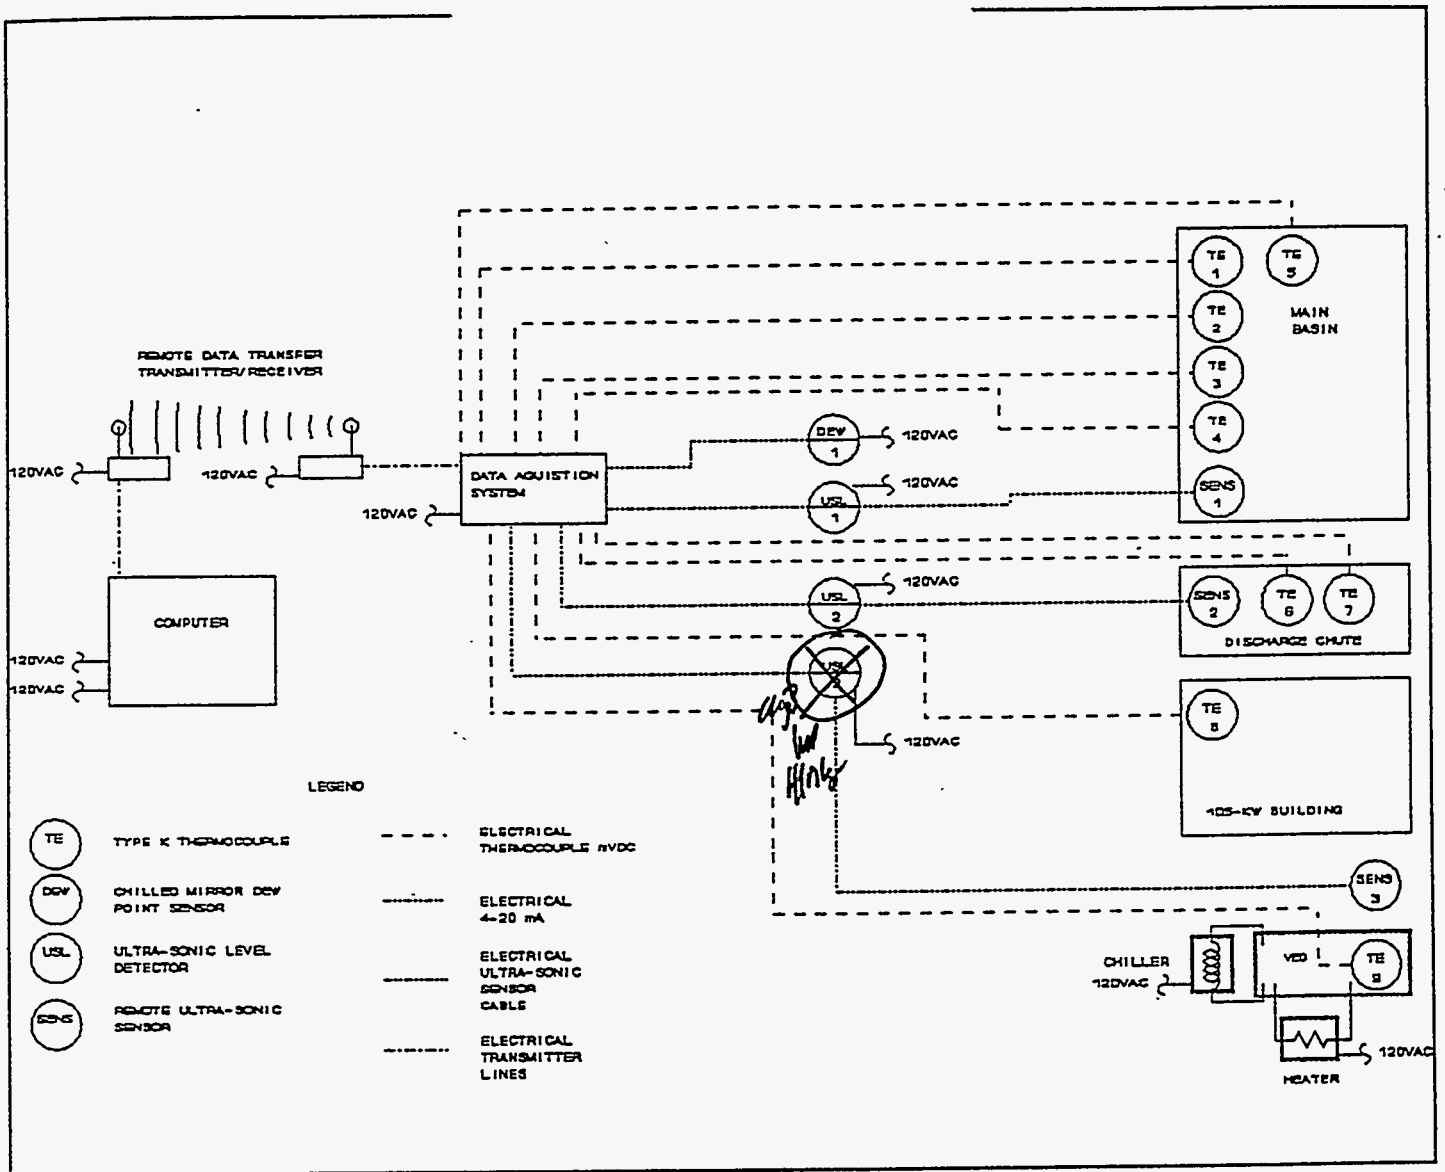 TE
1
TE
5
TE
2
MAIN
BASIN
TE
3
TE
4
SENS
1
REMOTE DATA TRANSFER
TRANSMITTER/RECEIVER
120VAC
120VAC
DATA AQUISTION
SYSTEM
120VAC
DEW
1
120VAC
USL
1
120VAC
USL
2
120VAC
SENS
2
TE
6
TE
7
DISCHARGE CHUTE
COMPUTER
120VAC
120VAC
USL
3
120VAC
TE
8
105-KW BUILDING
LEGEND
TE
TYPE K THERMOCOUPLE
DEW
CHILLED MIRROR DEW
POINT SENSOR
USL
ULTRA-SONIC LEVEL
DETECTOR
SENS
REMOTE ULTRA-SONIC
SENSOR
ELECTRICAL
THERMOCOUPLE mVDC
ELECTRICAL
4-20 mA
ELECTRICAL
ULTRA-SONIC
SENSOR
CABLE
ELECTRICAL
TRANSMITTER
LINES
SENS
3
CHILLER
120VAC
TE
9
120VAC
HEATER